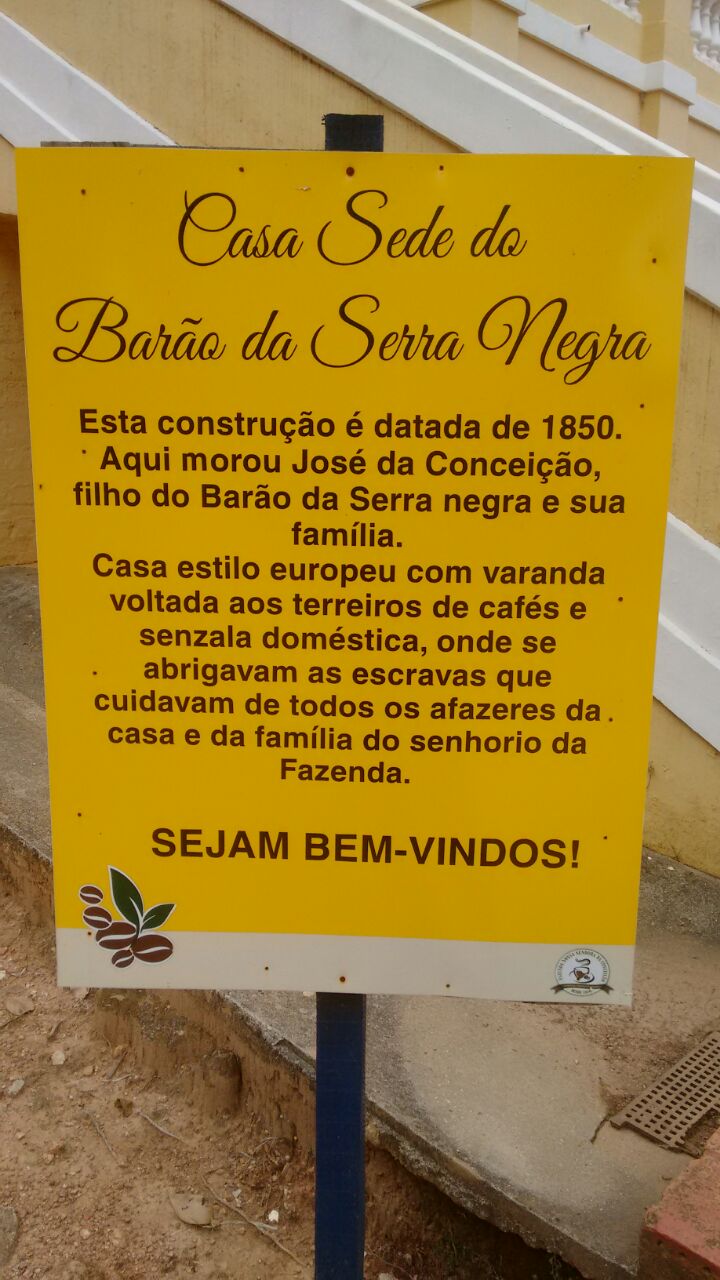 Casa Sede do
Barão da Serra Negra
Esta construção é datada de 1850.
Aqui morou José da Conceição,
filho do Barão da Serra negra e sua
família.
Casa estilo europeu com varanda
voltada aos terreiros de cafés e
senzala doméstica, onde se
abrigavam as escravas que
cuidavam de todos os afazeres da
casa e da família do senhorio da
Fazenda.
SEJAM BEM-VINDOS!